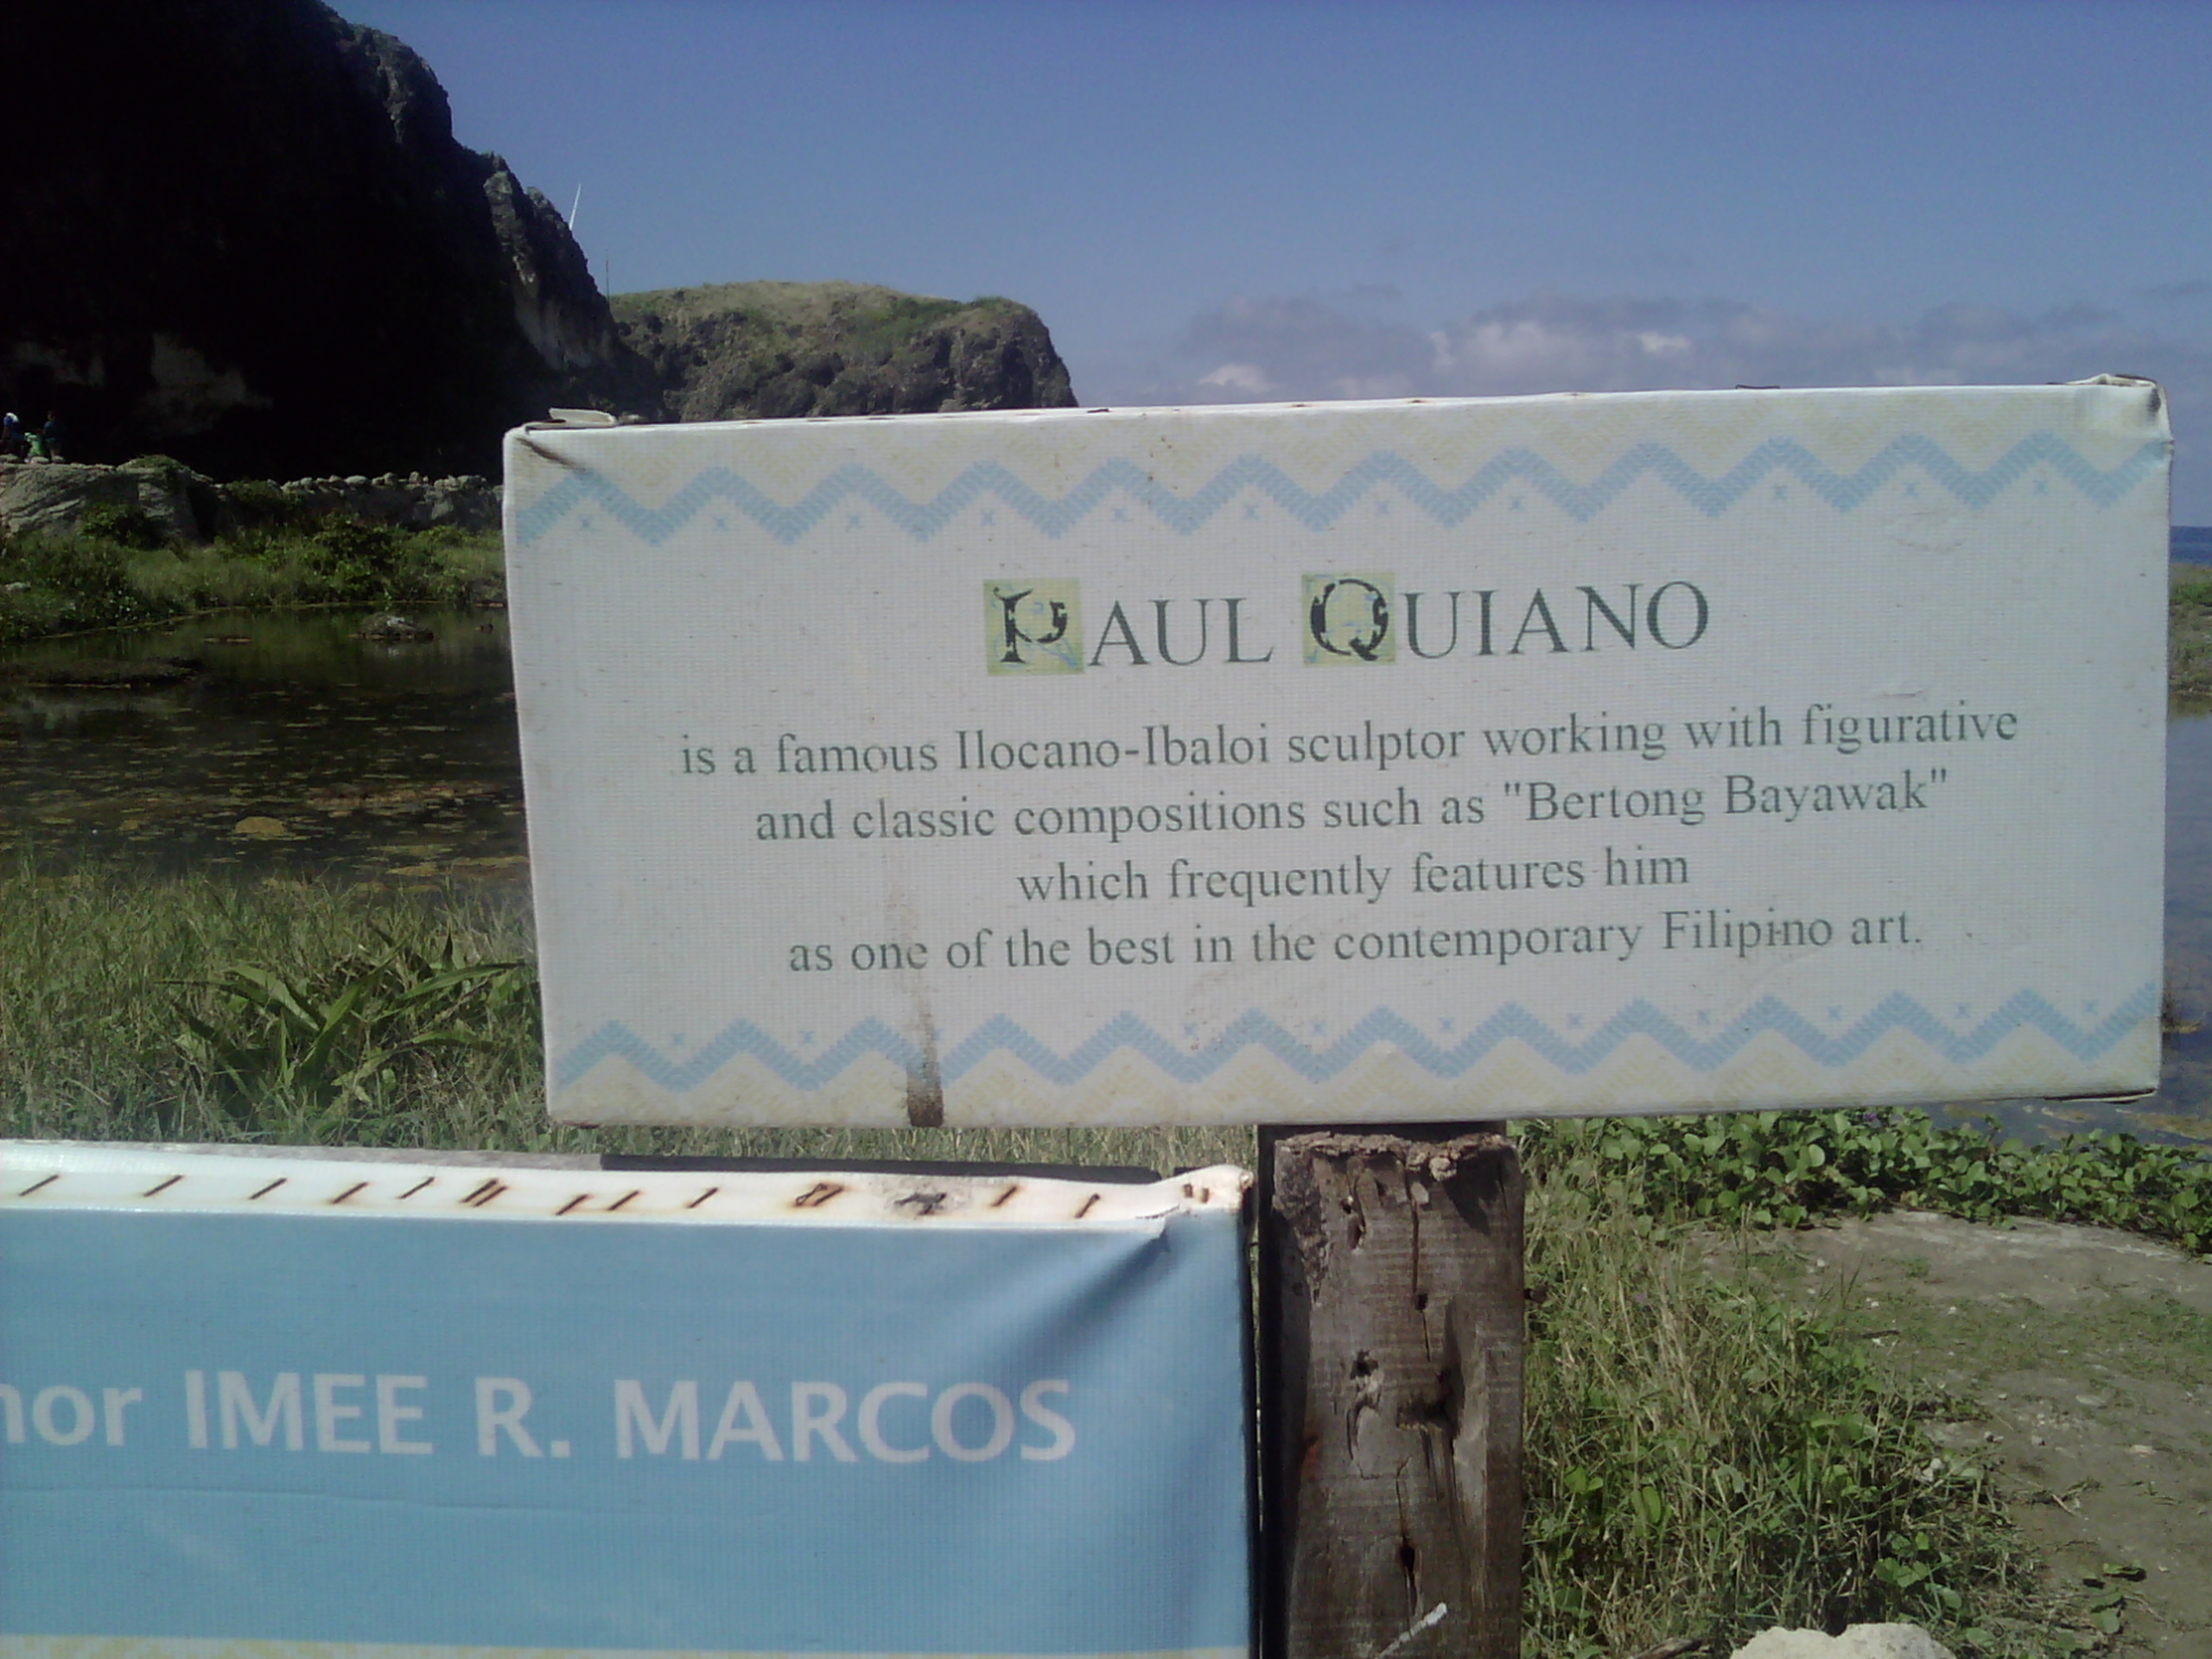 PAUL QUIANO
is a famous Ilocano-Ibaloi sculptor working with figurative
and classic compositions such as "Bertong Bayawak"
which frequently features him
as one of the best in the contemporary Filipino art.
IMEE R. MARCOS